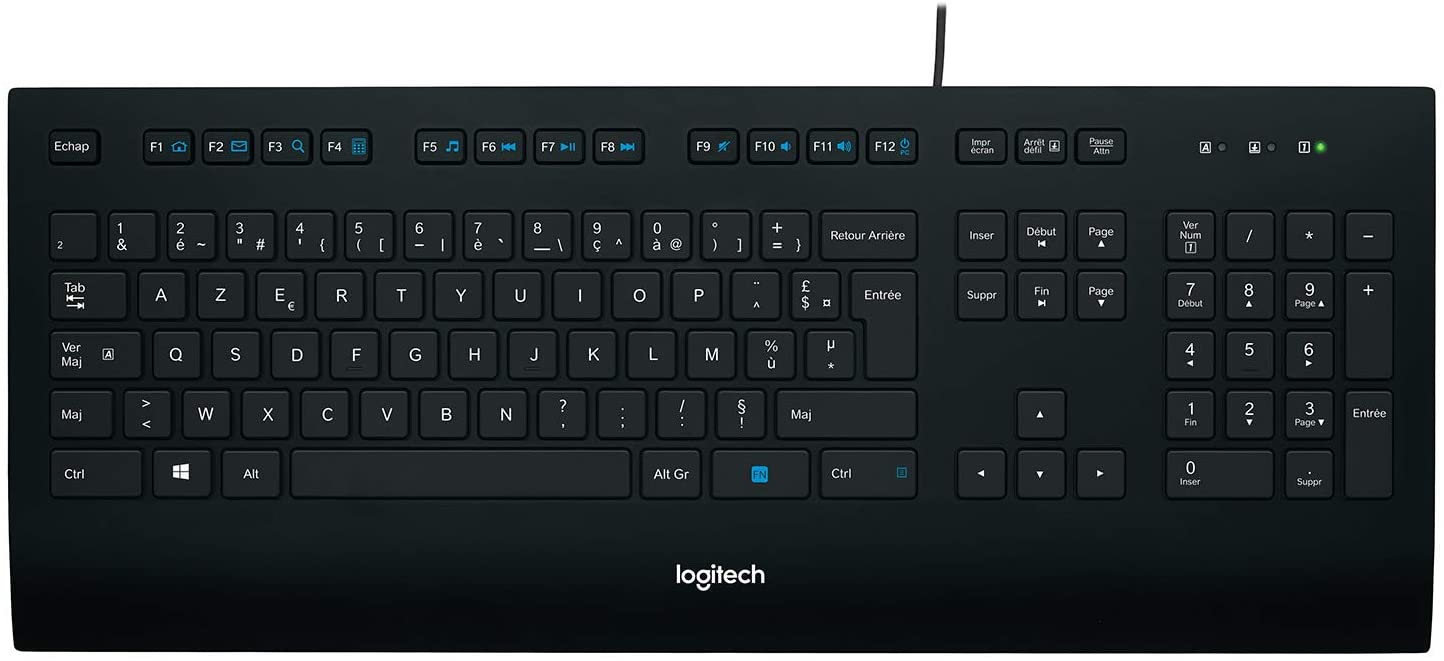 Echap F1 F2 F3 F4 F5 F6 F7 F8 F9 F10 F11 F12 PC Impr écran Arrêt défil Pause Attn A 1
2 1 & 2 é ~ 3 " # 4 ' { 5 ( [ 6 – | 7 è ` 8 _ \ 9 ç ^ 0 à @ ° ) ] + = } Retour Arrière Inser Début Page Ver Num 1 / * –
Tab A Z E € R T Y U I O P ¨ ^ £ $ ¤ Entrée Suppr Fin Page 7 Début 8 9 Page +
Ver Maj A Q S D F G H J K L M % ù µ * 4 5 6
Maj > < W X C V B N ? , . ; / : § ! Maj 1 Fin 2 3 Page Entrée
Ctrl Alt Alt Gr FN Ctrl 0 Inser . Suppr
logitech